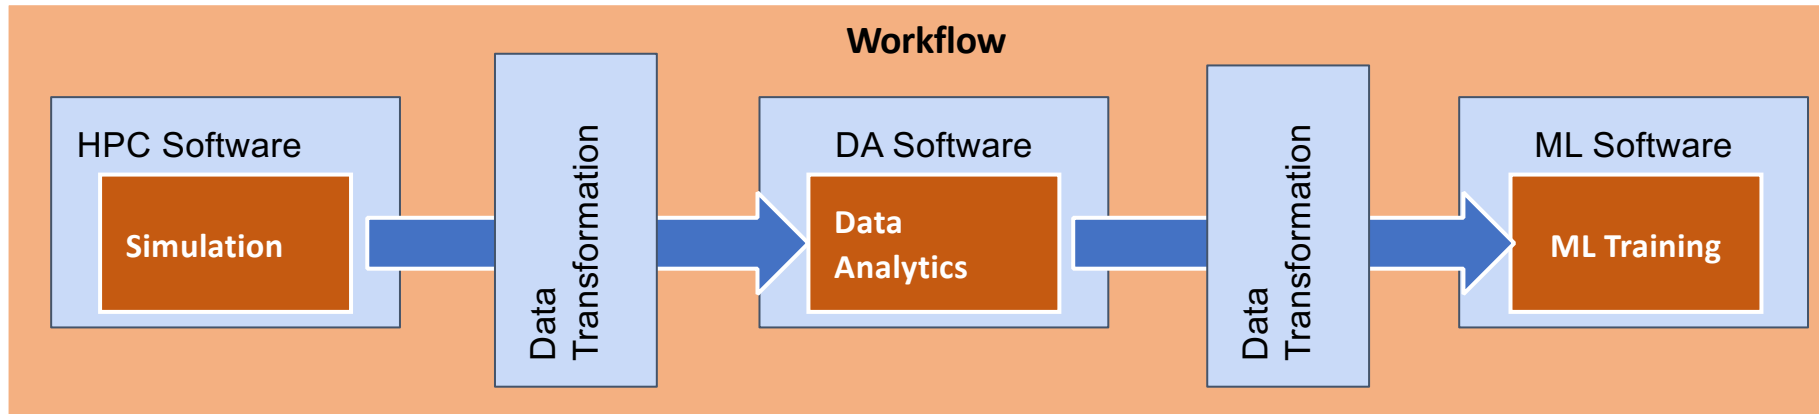 Workflow
HPC Software
Simulation
Data
Transformation
DA Software
Data
Analytics
Data
Transformation
ML Software
ML Training